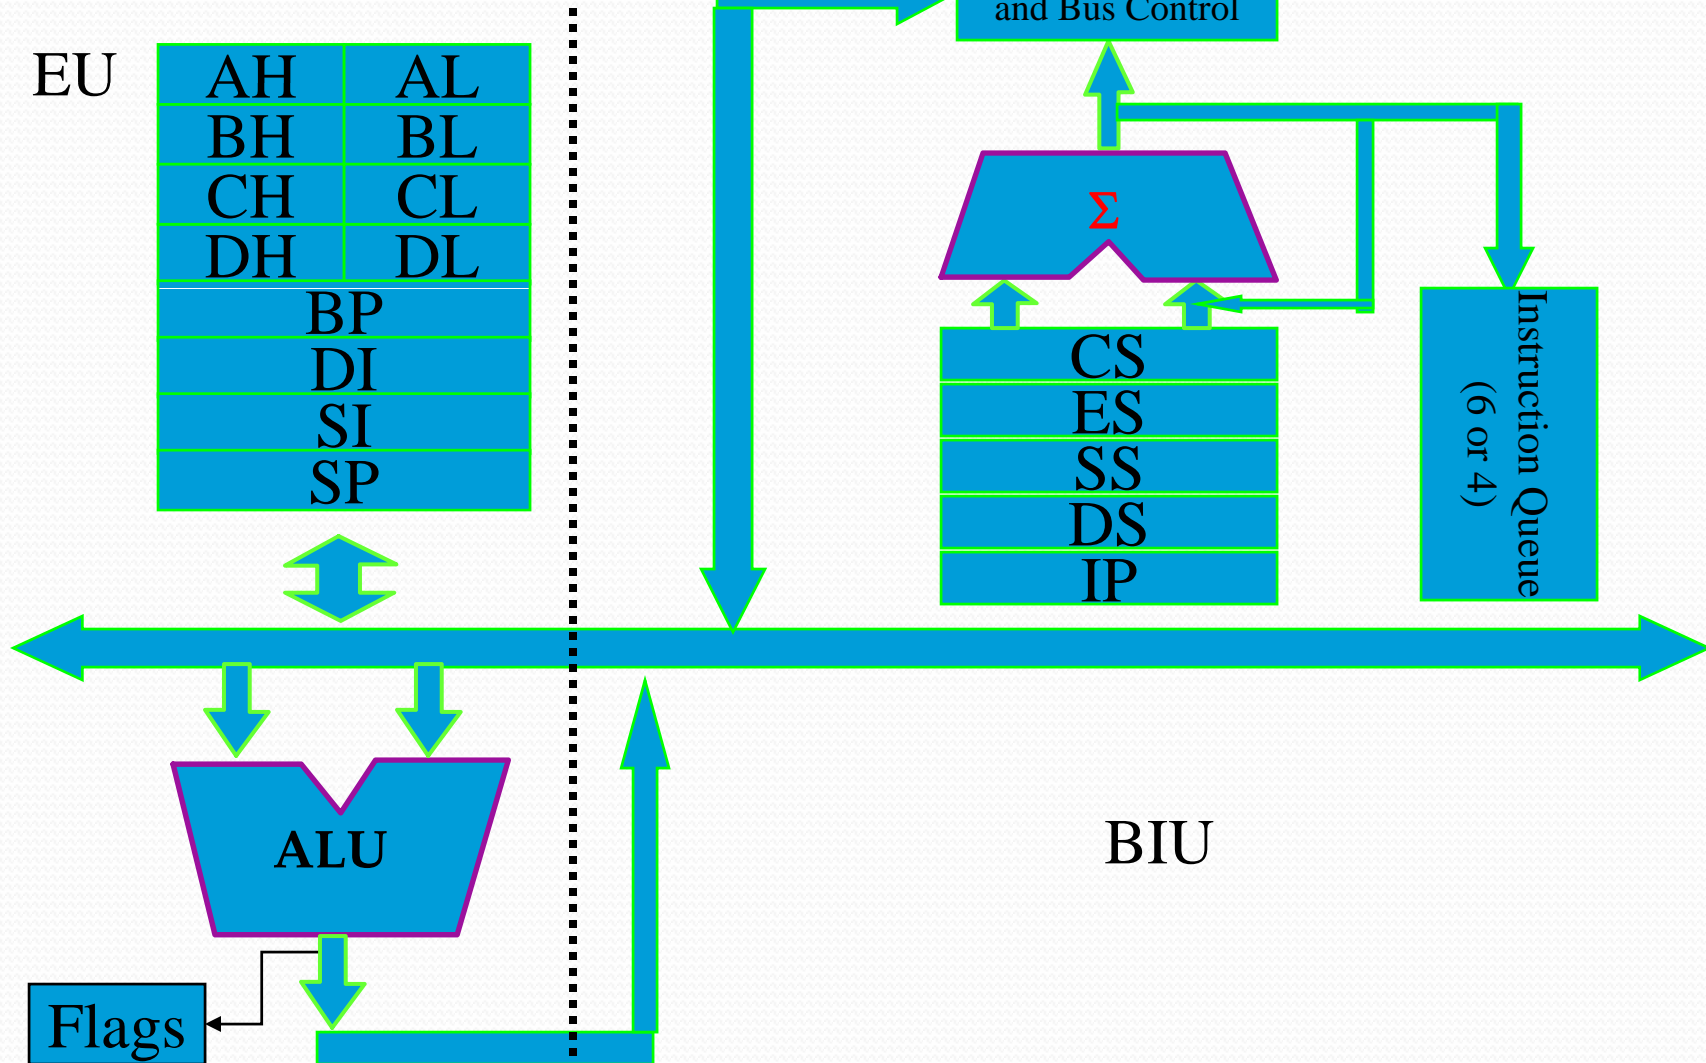 and Bus Control
EU
AH AL
BH BL
CH CL
DH DL
BP
DI
SI
SP
Σ
CS
ES
SS
DS
IP
Instruction Queue
(6 or 4)
ALU
BIU
Flags